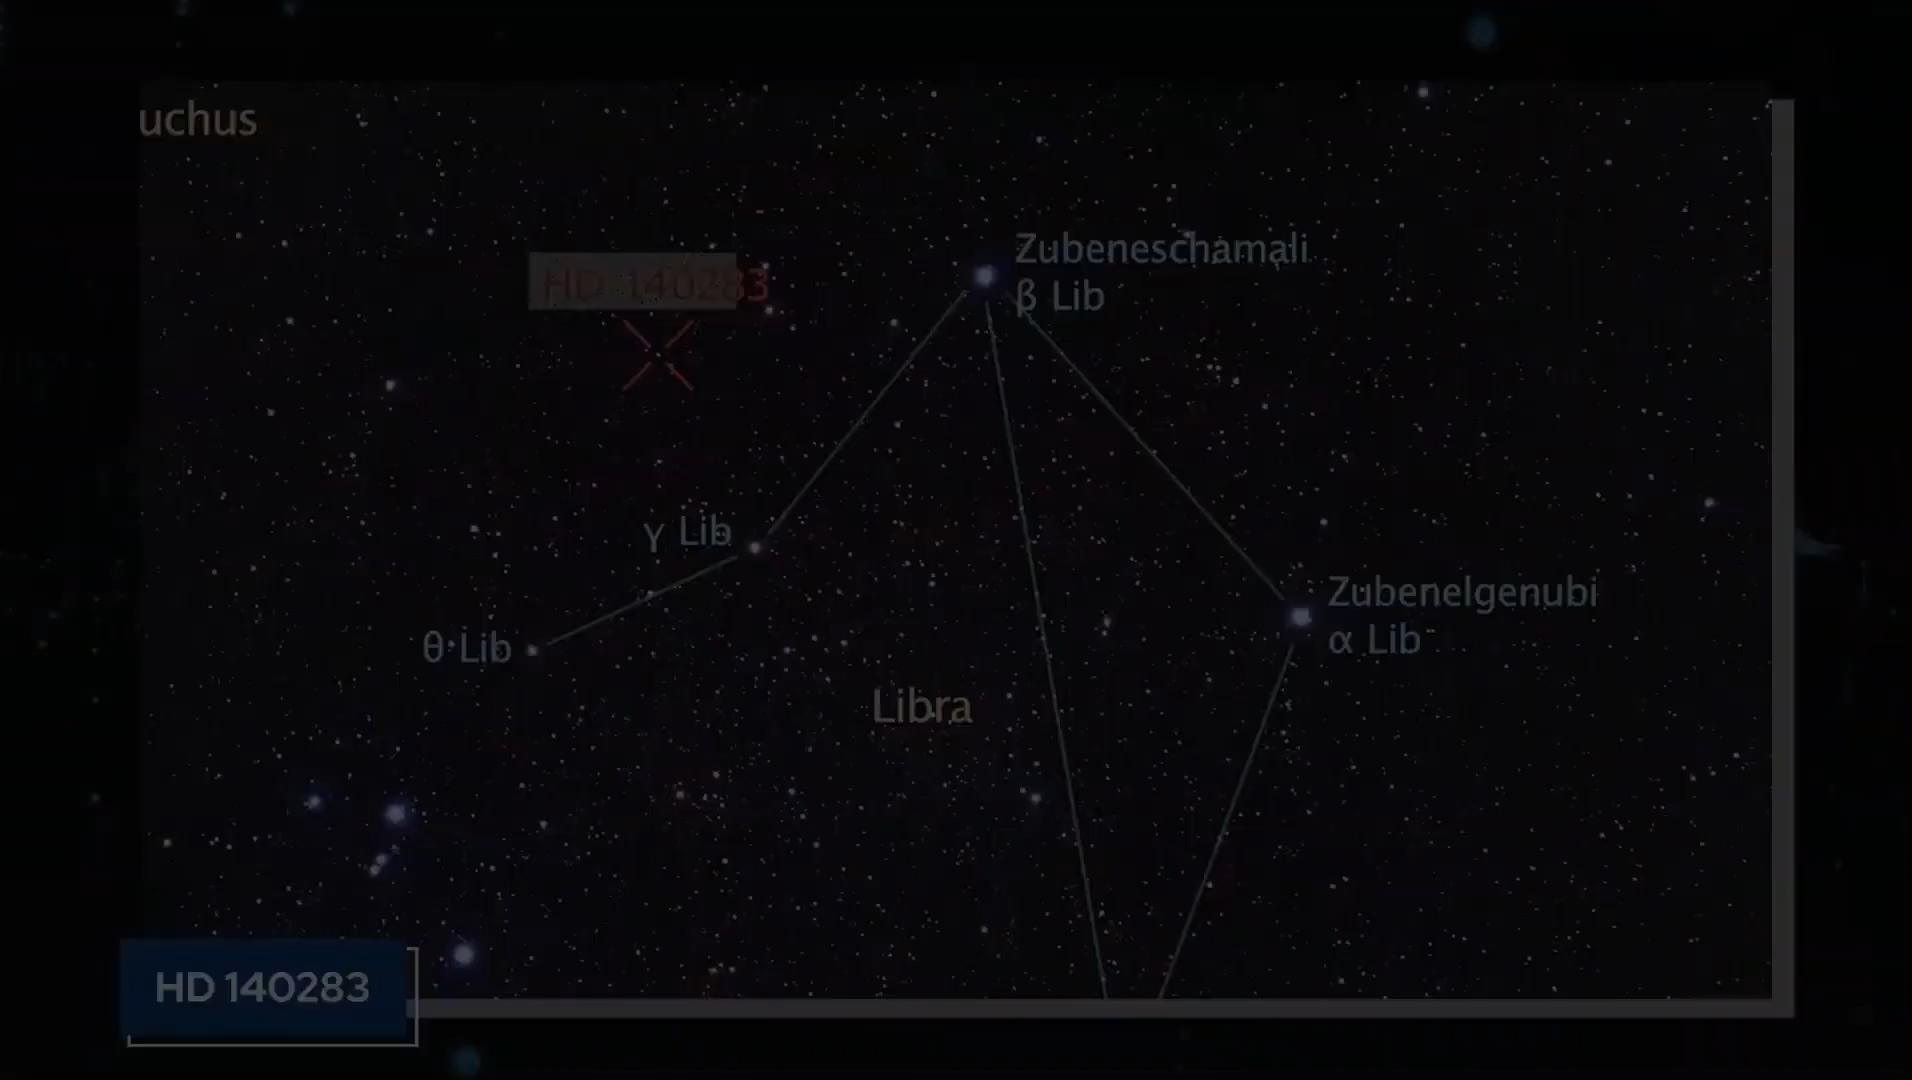 uchus
Zubeneschamali
β Lib
HD 140283
γ Lib
Zubenelgenubi
α Lib
θ Lib
Libra
HD 140283